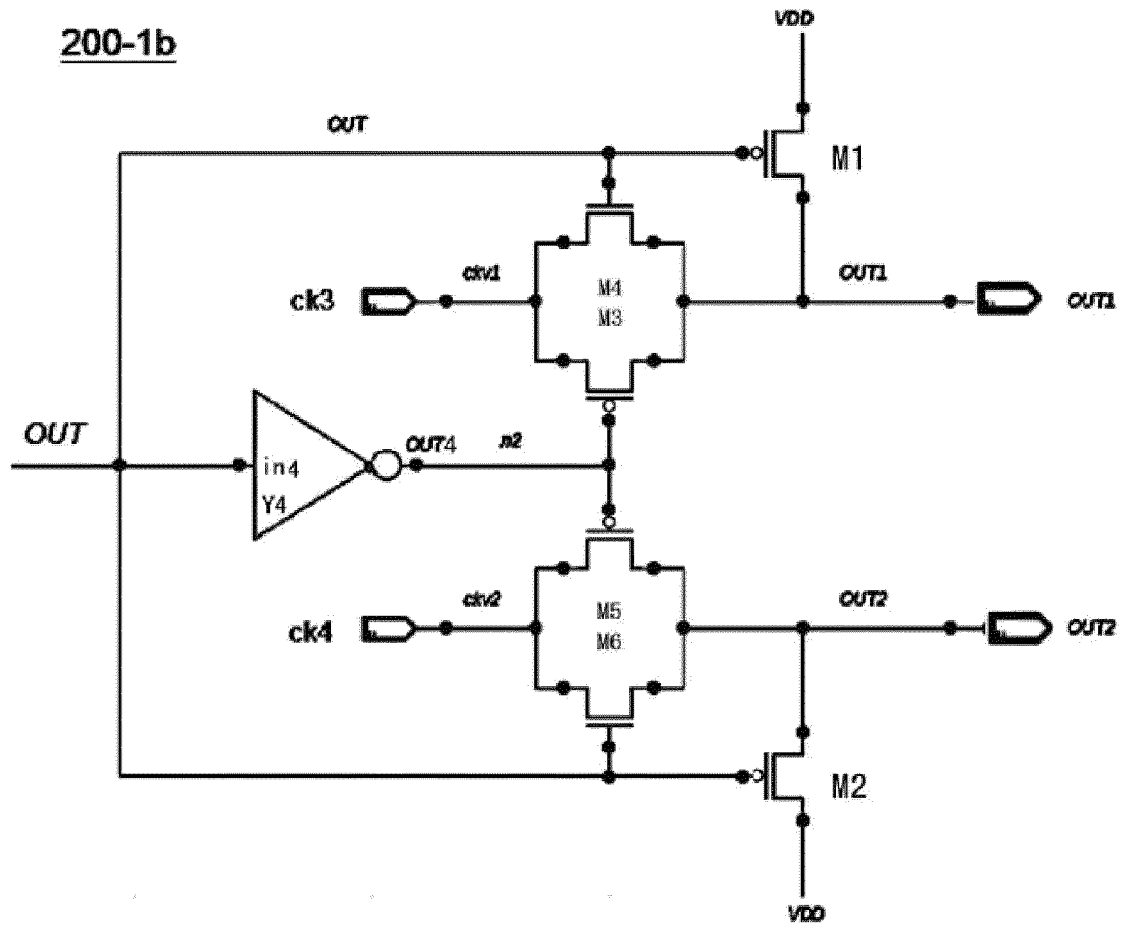 VDD
200-1b
OUT
M1
ckv1
OUT1
ck3
M4
M3
OUT1
OUT
OUT4
n2
in4
Y4
ckv2
OUT2
ck4
M5
M6
OUT2
M2
VDD